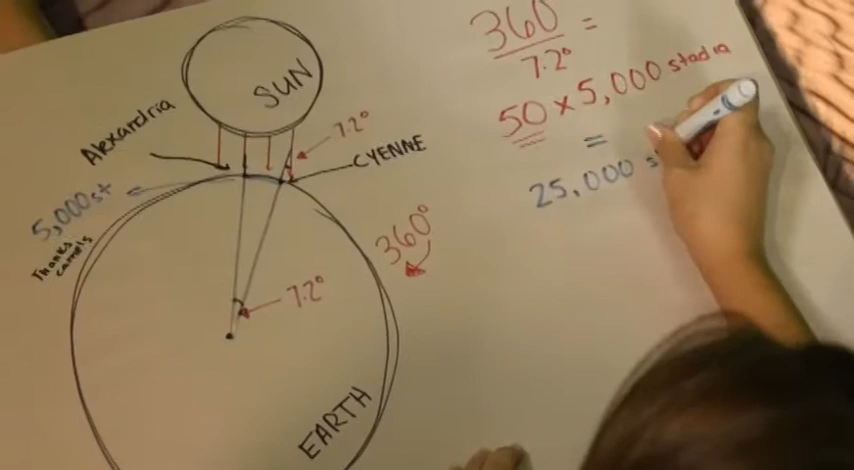 360 =
7.2°
50 x 5,000 stadia
=
25,000 s
SUN
Alexandria
7.2°
CYENNE
5,000st =
Thanks
camels
360°
7.2°
EARTH